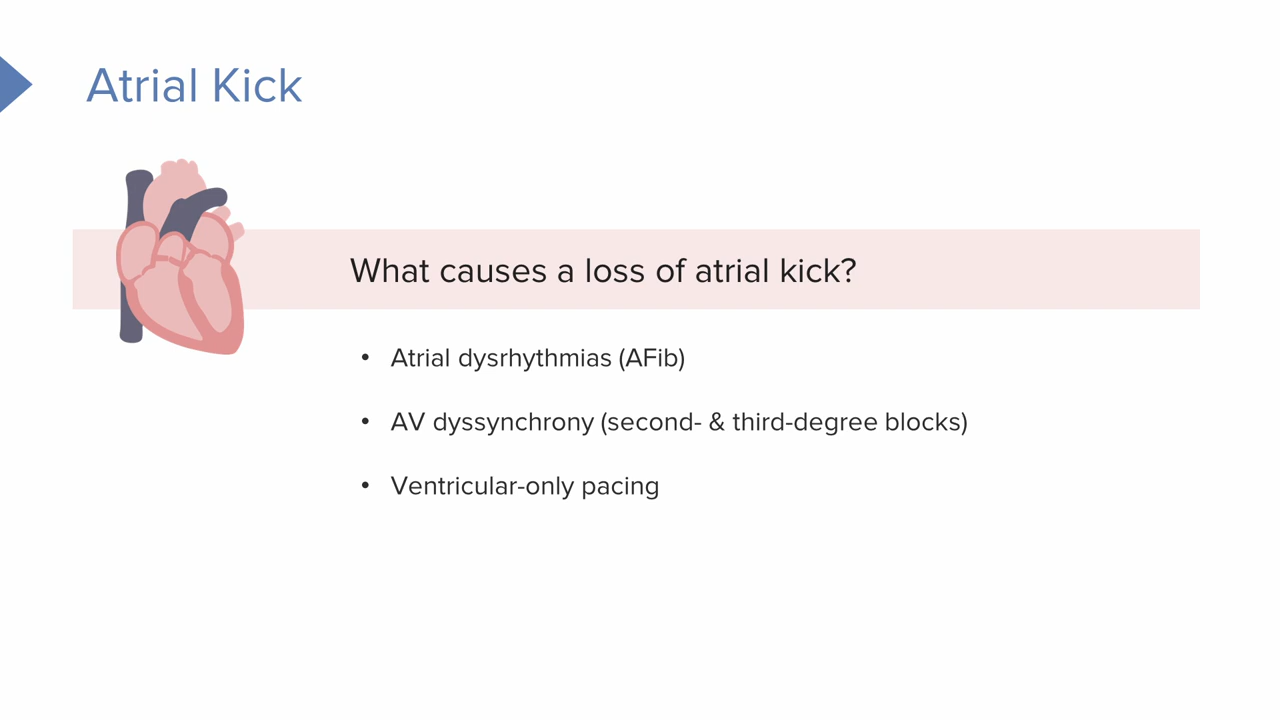 Atrial Kick
What causes a loss of atrial kick?
• Atrial dysrhythmias (AFib)
• AV dyssynchrony (second- & third-degree blocks)
• Ventricular-only pacing